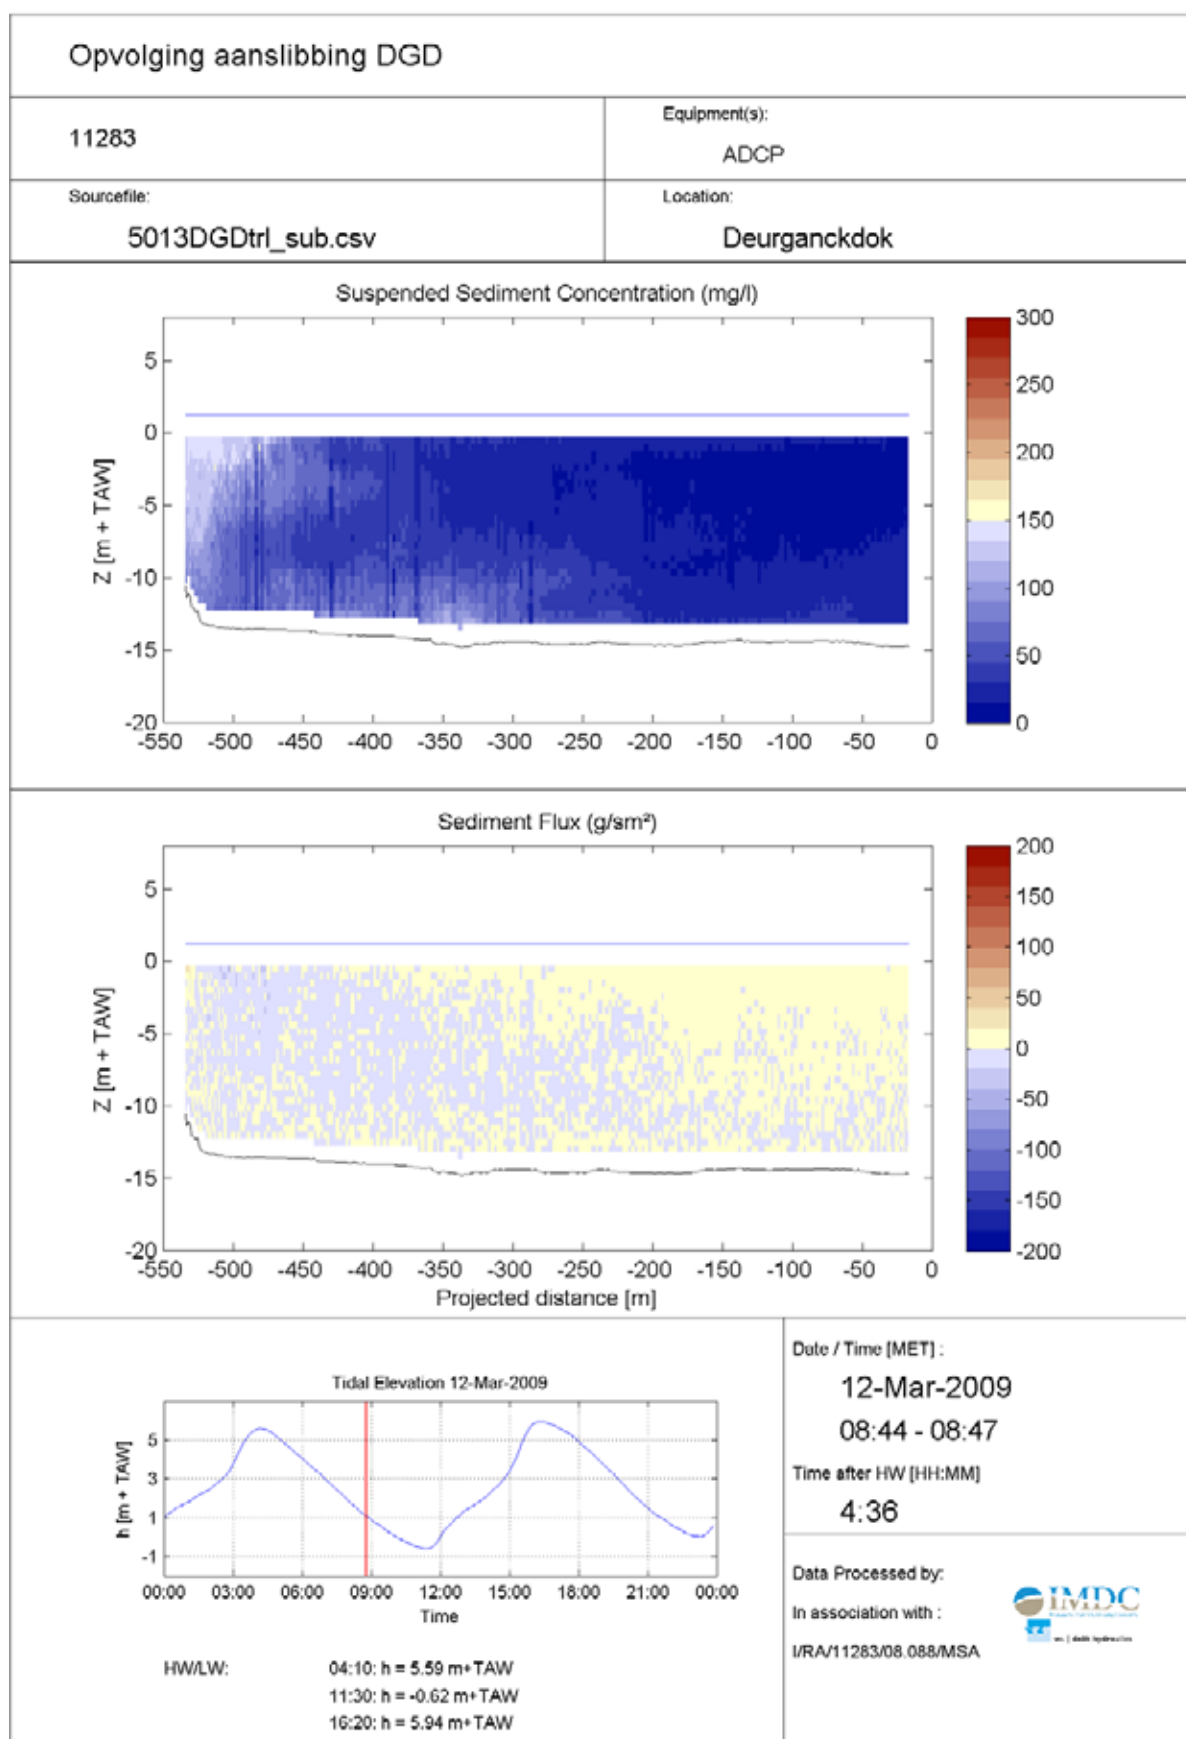 Opvolging aanslibbing DGD
11283
Equipment(s):
ADCP
Sourcefile:
5013DGDtrl_sub.csv
Location:
Deurganckdok
Suspended Sediment Concentration (mg/l)
Z [m + TAW]
5
0
-5
-10
-15
-20
-550 -500 -450 -400 -350 -300 -250 -200 -150 -100 -50 0
300
250
200
150
100
50
0
Sediment Flux (g/sm²)
Z [m + TAW]
5
0
-5
-10
-15
-20
-550 -500 -450 -400 -350 -300 -250 -200 -150 -100 -50 0
Projected distance [m]
200
150
100
50
0
-50
-100
-150
-200
Tidal Elevation 12-Mar-2009
h [m + TAW]
5
3
1
-1
00:00 03:00 06:00 09:00 12:00 15:00 18:00 21:00 00:00
Time
HW/LW:
04:10: h = 5.59 m+TAW
11:30: h = -0.62 m+TAW
16:20: h = 5.94 m+TAW
Date / Time [MET] :
12-Mar-2009
08:44 - 08:47
Time after HW [HH:MM]
4:36
Data Processed by:
IMDC
In association with :
wL | delft hydraulics
I/RA/11283/08.088/MSA